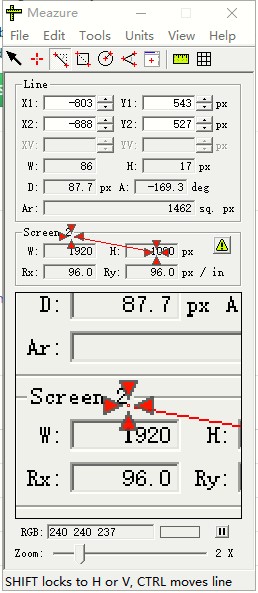 Meazure
File Edit Tools Units View Help
Line
X1: -803 Y1: 543 px
X2: -888 Y2: 527 px
XV: YV:
W: 86 H: 17 px
D: 87.7 px A: -169.3 deg
Ar: 1462 sq. px
Screen 2
W: 1920 H: 1080 px
Rx: 96.0 Ry: 96.0 px / in
D: 87.7 px A
Ar:
Screen 2
W: 1920 H:
Rx: 96.0 Ry:
RGB: 240 240 237
Zoom: 2 X
SHIFT locks to H or V, CTRL moves line